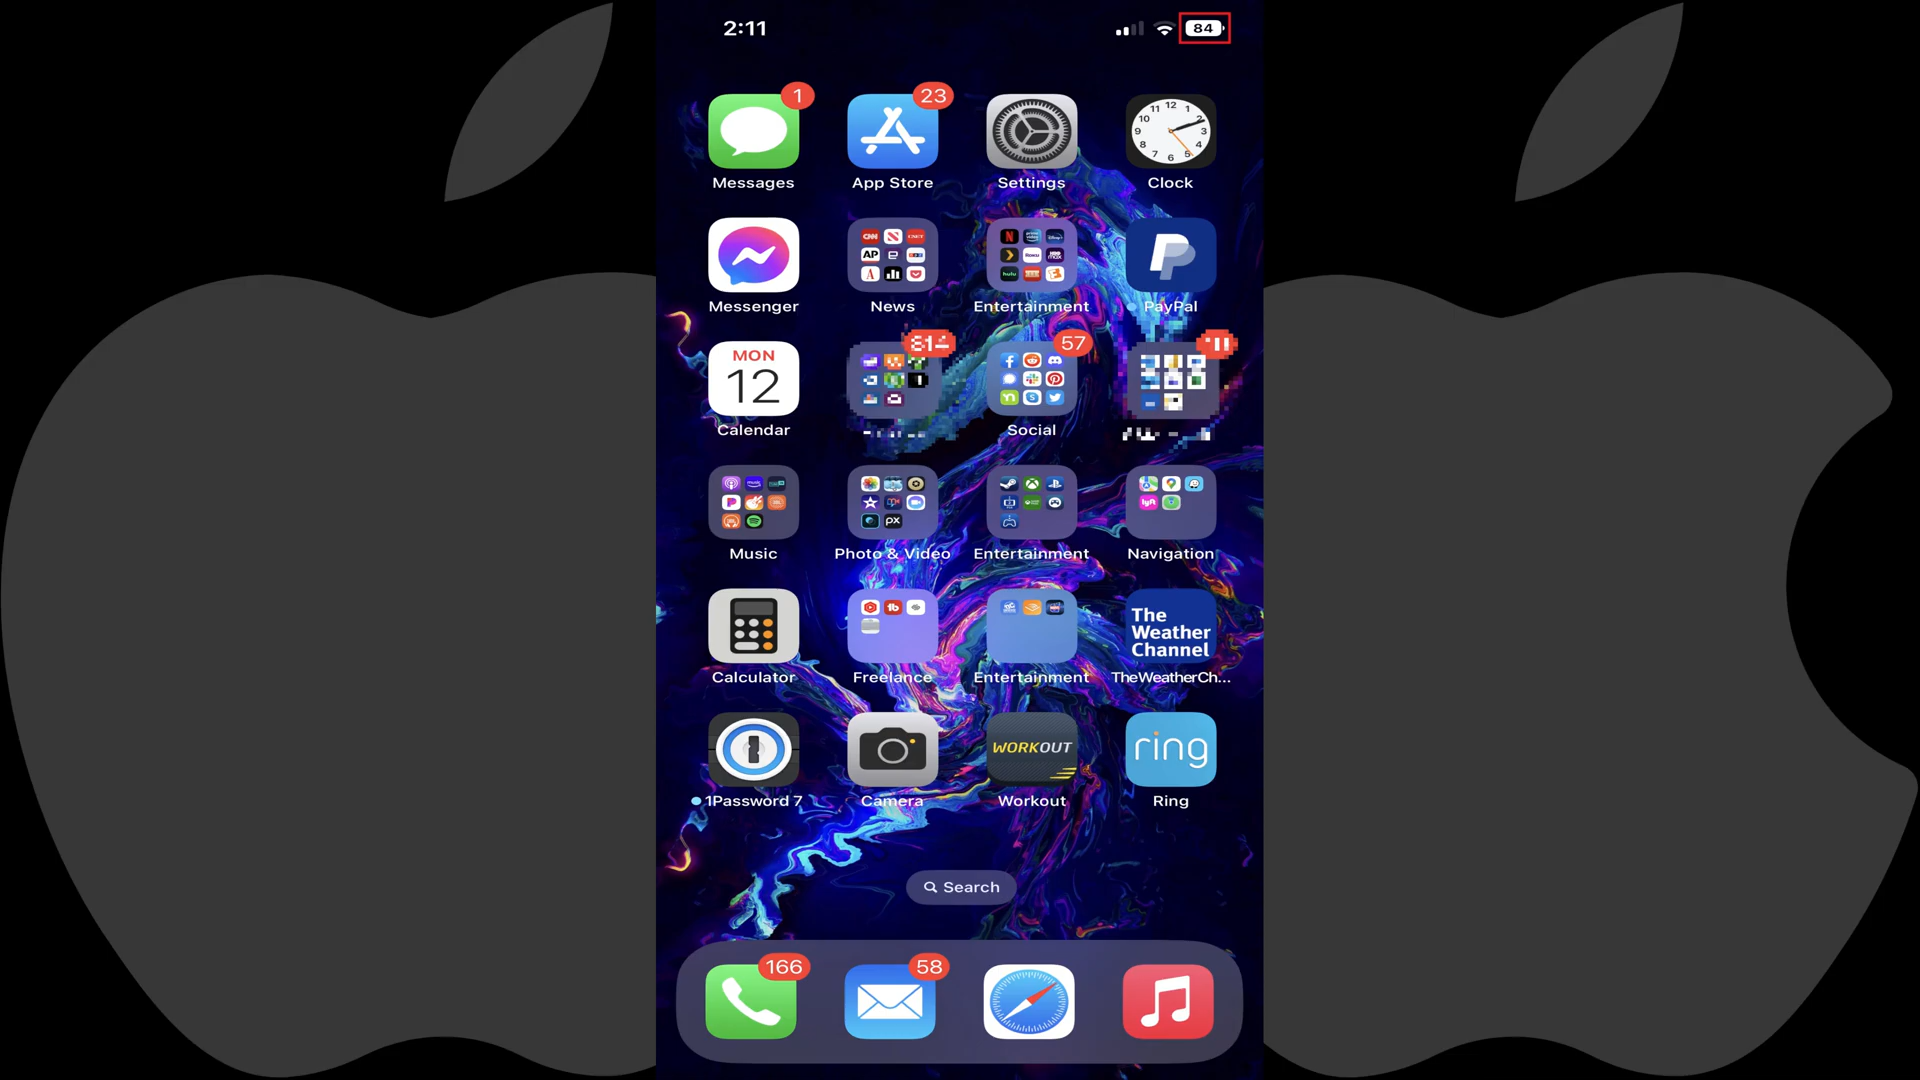 2:11
84
1
23
Messages
App Store
Settings
Clock
Messenger
News
Entertainment
PayPal
57
MON
12
Calendar
Social
Music
Photo & Video
Entertainment
Navigation
The
Weather
Channel
Calculator
Freelance
Entertainment
TheWeatherCh...
WORKOUT
ring
1Password 7
Camera
Workout
Ring
Search
166
58